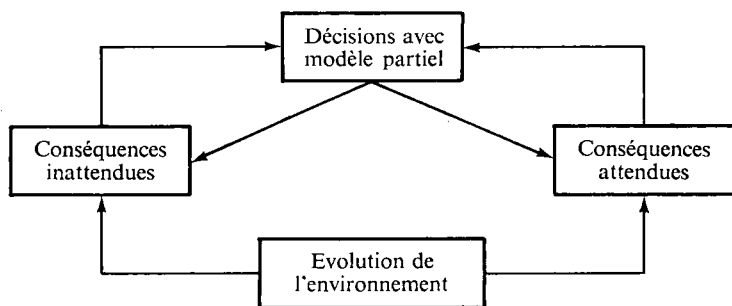 Décisions avec
modèle partiel
Conséquences
inattendues
Conséquences
attendues
Evolution de
l'environnement